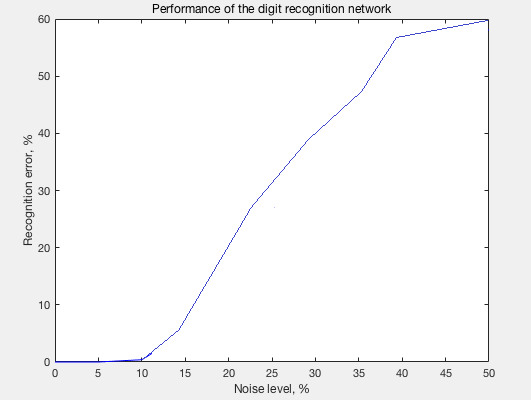 Performance of the digit recognition network
60
50
40
30
20
10
0
Recognition error, %
0 5 10 15 20 25 30 35 40 45 50
Noise level, %